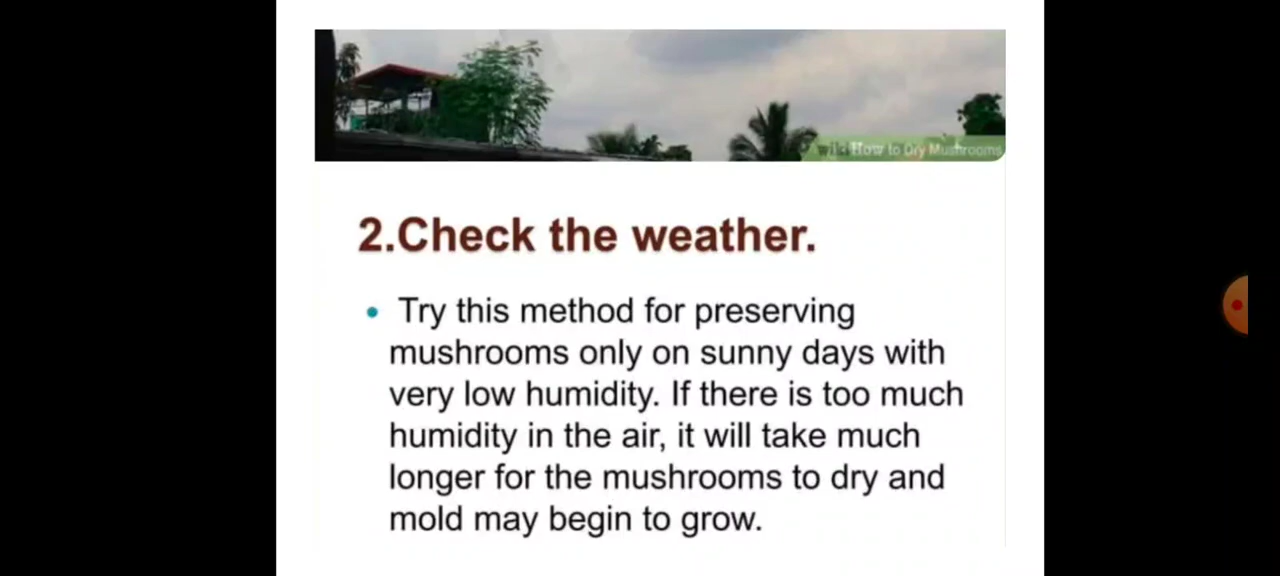 wikiHow to Dry Mushrooms
2.Check the weather.
• Try this method for preserving
mushrooms only on sunny days with
very low humidity. If there is too much
humidity in the air, it will take much
longer for the mushrooms to dry and
mold may begin to grow.